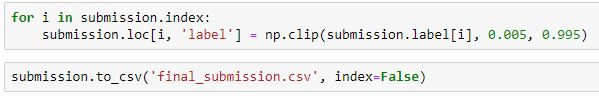 for i in submission.index:
    submission.loc[i, 'label'] = np.clip(submission.label[i], 0.005, 0.995)
submission.to_csv('final_submission.csv', index=False)